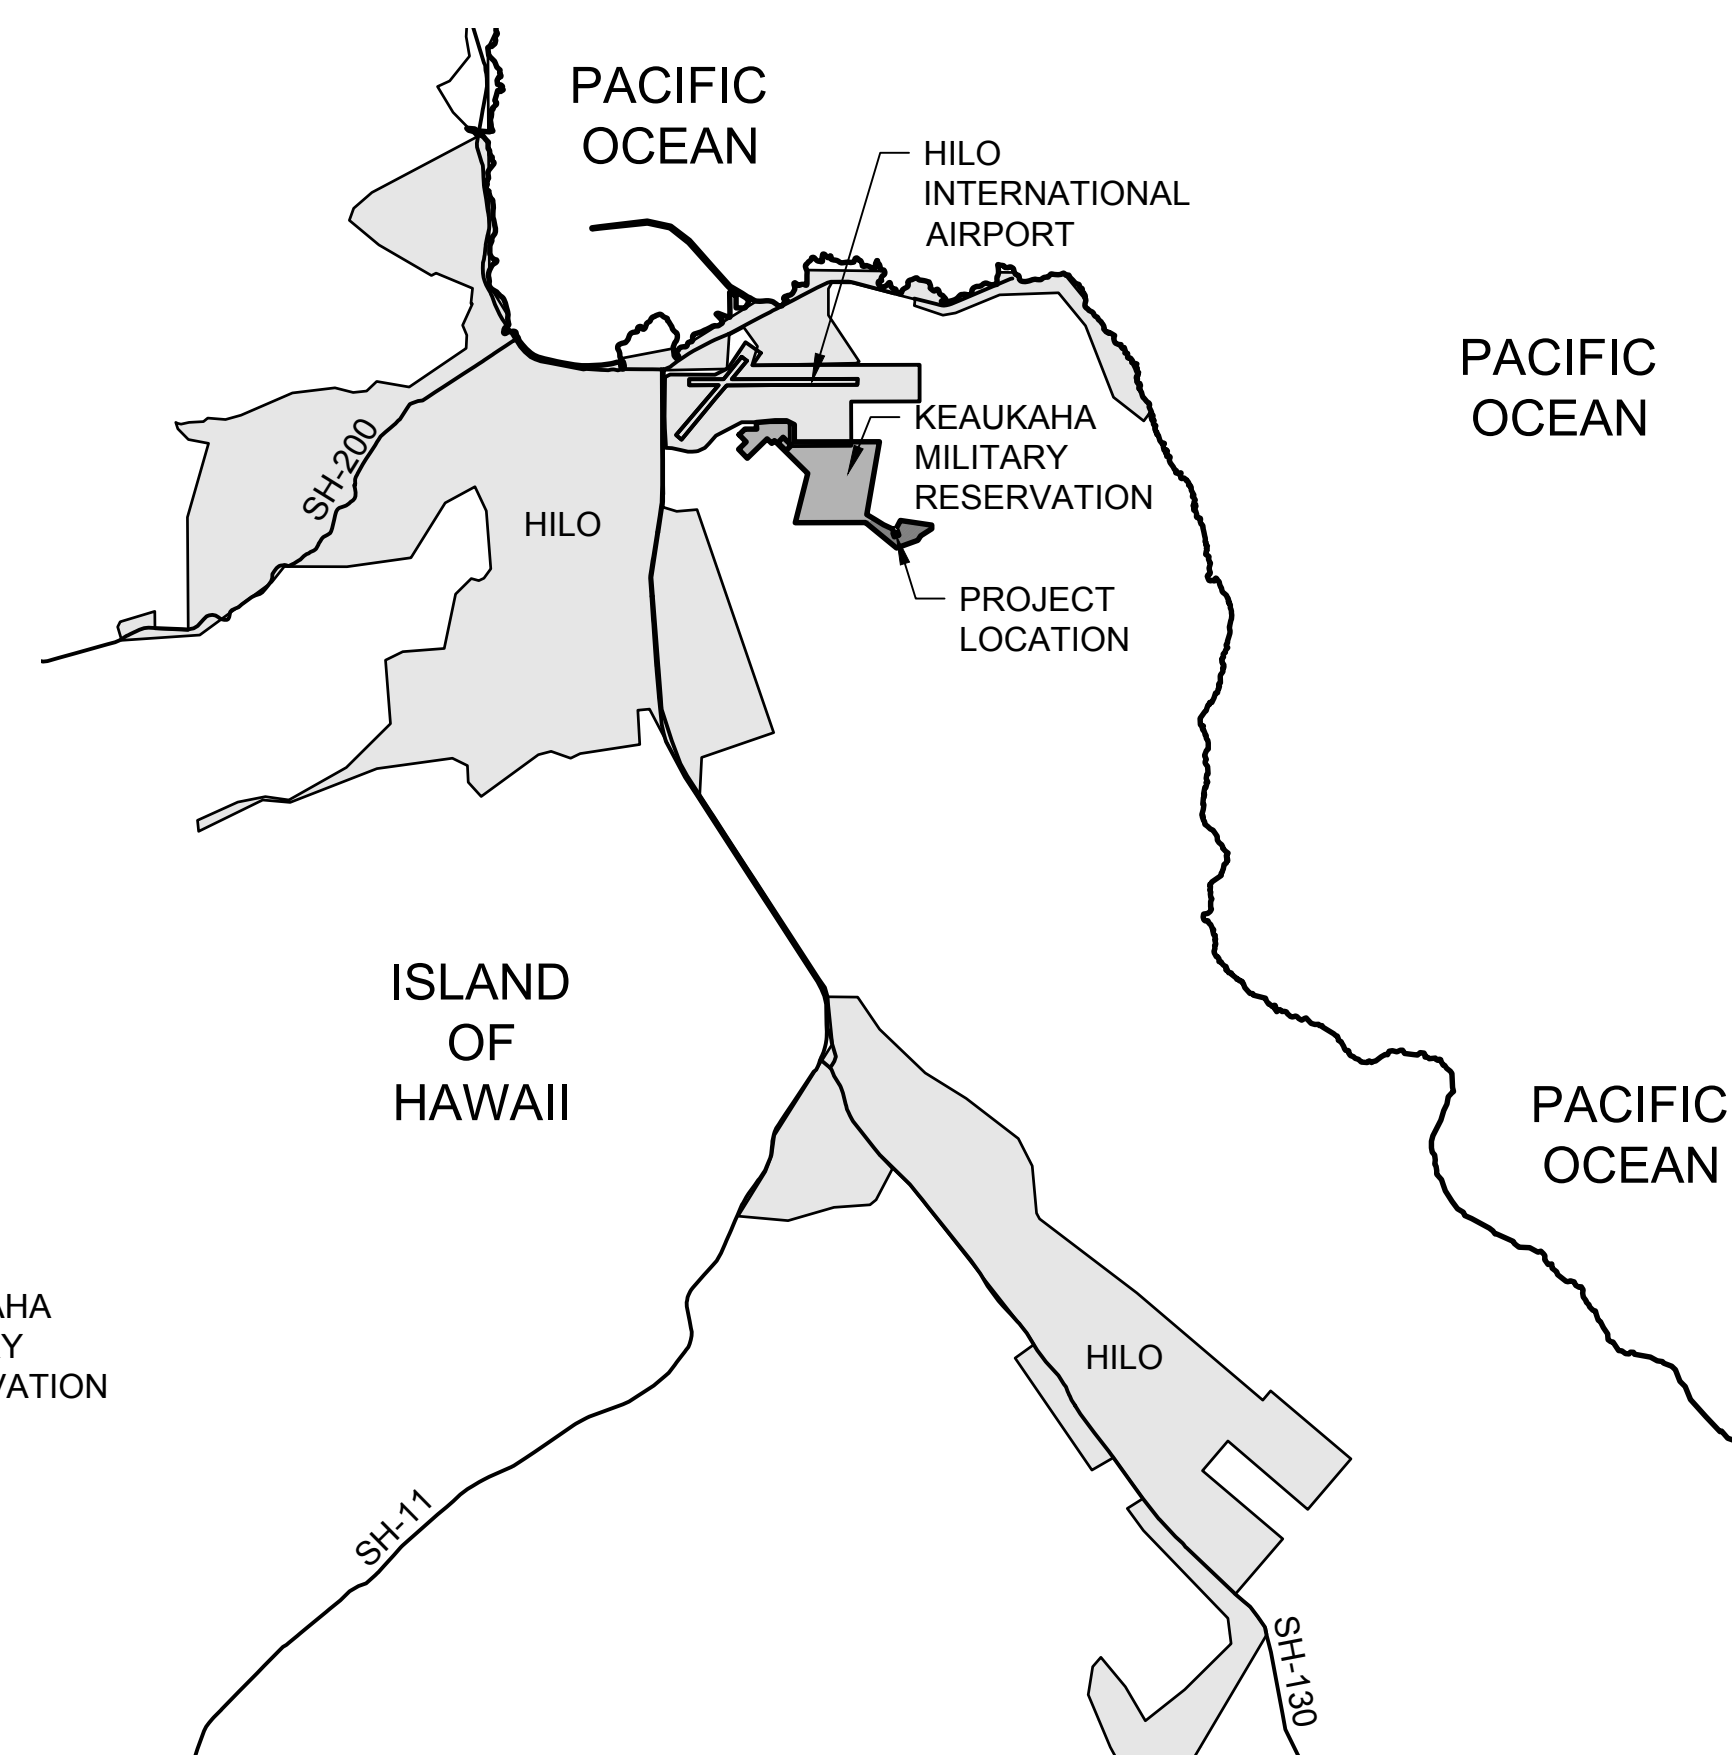 PACIFIC
OCEAN
HILO
INTERNATIONAL
AIRPORT
PACIFIC
OCEAN
KEAUKAHA
MILITARY
RESERVATION
SH-200
HILO
PROJECT
LOCATION
ISLAND
OF
HAWAII
PACIFIC
OCEAN
AHA
Y
VATION
HILO
SH-11
SH-130